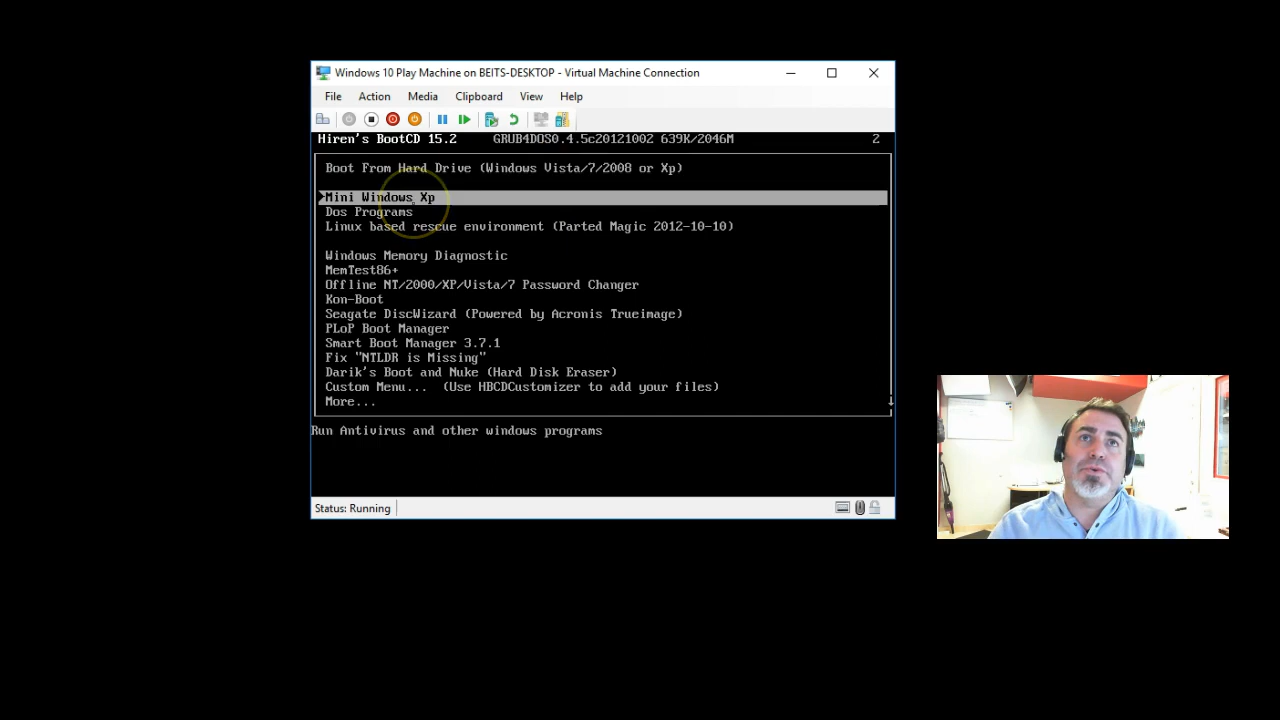 Windows 10 Play Machine on BEITS-DESKTOP - Virtual Machine Connection
File Action Media Clipboard View Help
Hiren's BootCD 15.2 GRUB4DOS0.4.5c20121002 639K/2046M 2
Boot From Hard Drive (Windows Vista/7/2008 or Xp)
Mini Windows Xp
Dos Programs
Linux based rescue environment (Parted Magic 2012-10-10)
Windows Memory Diagnostic
MemTest86+
Offline NT/2000/XP/Vista/7 Password Changer
Kon-Boot
Seagate DiscWizard (Powered by Acronis Trueimage)
PLoP Boot Manager
Smart Boot Manager 3.7.1
Fix "NTLDR is Missing"
Darik's Boot and Nuke (Hard Disk Eraser)
Custom Menu... (Use HBCDCustomizer to add your files)
More...
Run Antivirus and other windows programs
Status: Running